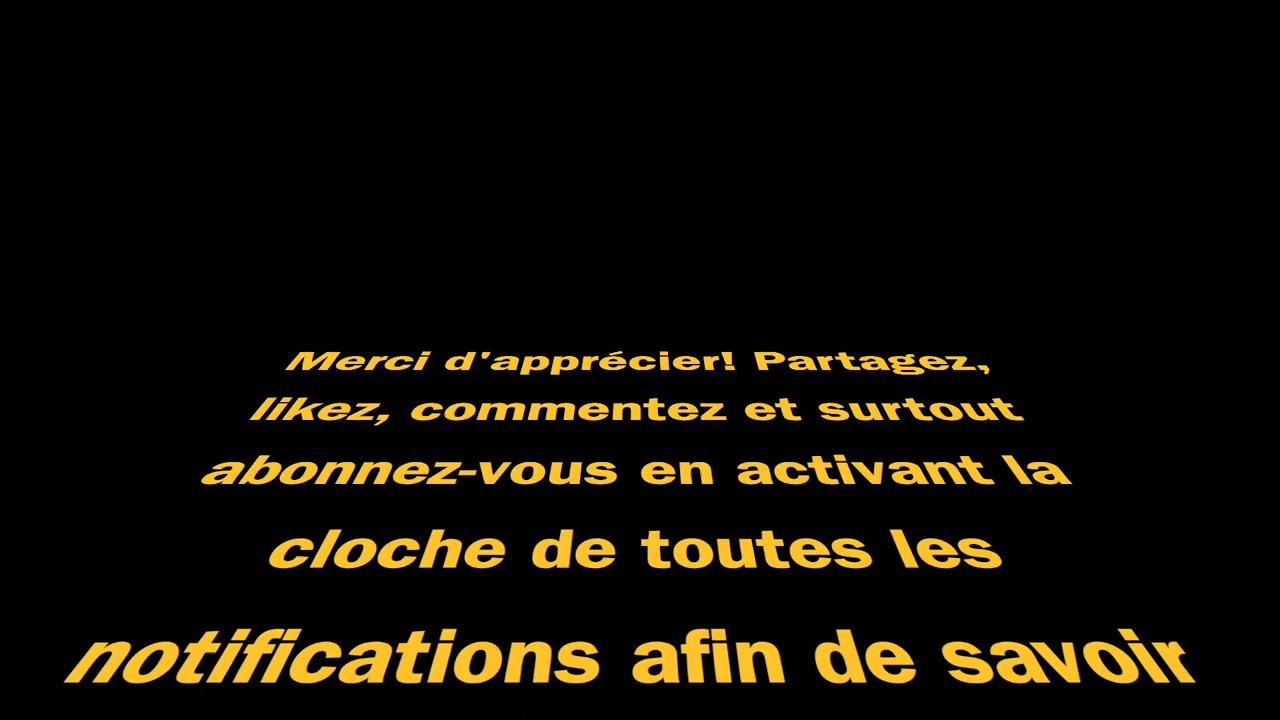 Merci d'apprécier! Partagez,
likez, commentez et surtout
abonnez-vous en activant la
cloche de toutes les
notifications afin de savoir